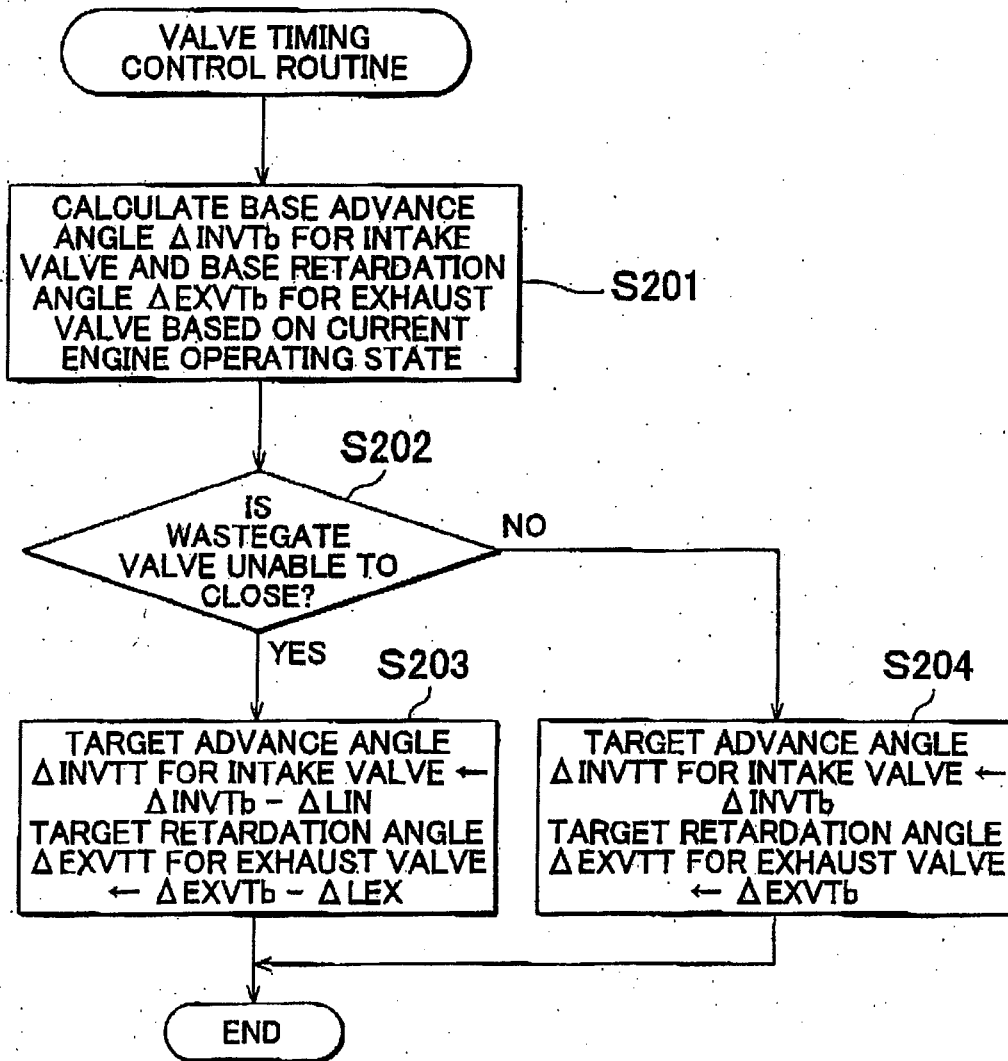 VALVE TIMING
CONTROL ROUTINE
CALCULATE BASE ADVANCE
ANGLE ΔINVTb FOR INTAKE
VALVE AND BASE RETARDATION
ANGLE ΔEXVTb FOR EXHAUST
VALVE BASED ON CURRENT
ENGINE OPERATING STATE
S201
S202
IS
WASTEGATE
VALVE UNABLE TO
CLOSE?
NO
YES
S203
TARGET ADVANCE ANGLE
ΔINVTT FOR INTAKE VALVE ←
ΔINVTb − ΔLIN
TARGET RETARDATION ANGLE
ΔEXVTT FOR EXHAUST VALVE
← ΔEXVTb − ΔLEX
S204
TARGET ADVANCE ANGLE
ΔINVTT FOR INTAKE VALVE ←
ΔINVTb
TARGET RETARDATION ANGLE
ΔEXVTT FOR EXHAUST VALVE
← ΔEXVTb
END